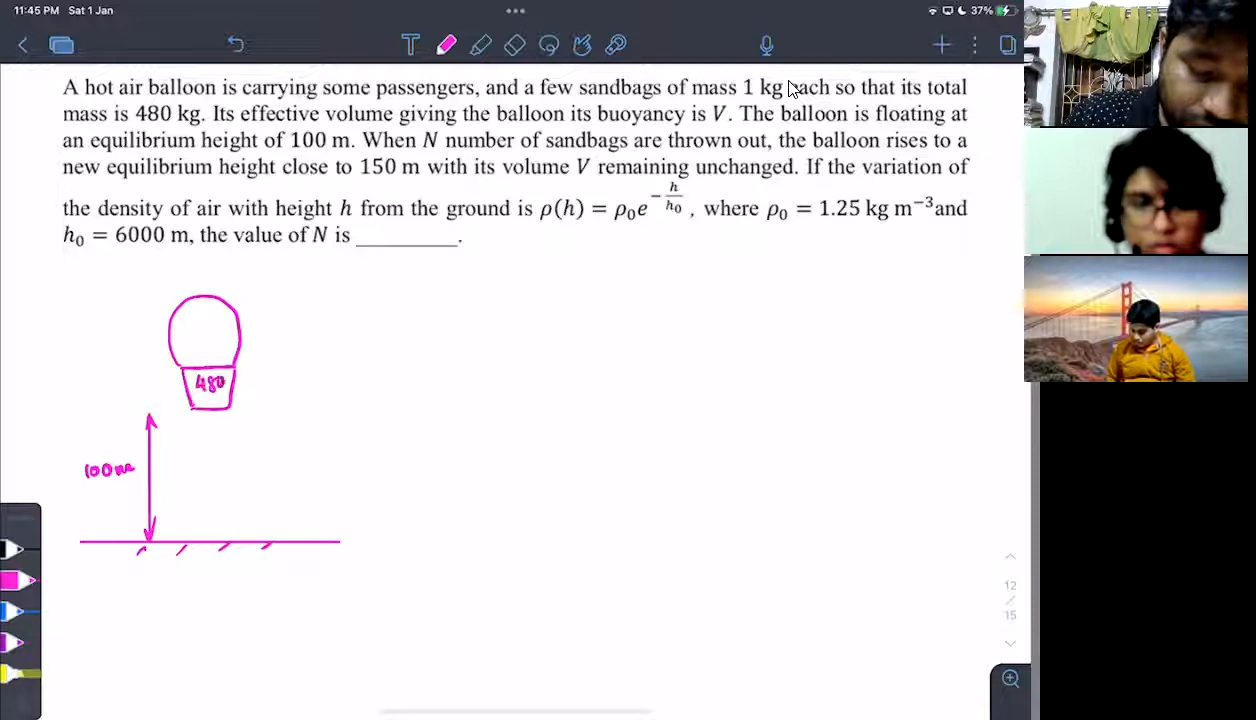 11:45 PM Sat 1 Jan
37%
A hot air balloon is carrying some passengers, and a few sandbags of mass 1 kg each so that its total
mass is 480 kg. Its effective volume giving the balloon its buoyancy is V. The balloon is floating at
an equilibrium height of 100 m. When N number of sandbags are thrown out, the balloon rises to a
new equilibrium height close to 150 m with its volume V remaining unchanged. If the variation of
the density of air with height h from the ground is ρ(h) = ρ₀e^(−h/h₀), where ρ₀ = 1.25 kg m⁻³and
h₀ = 6000 m, the value of N is __________.
480
100m
12
/
15